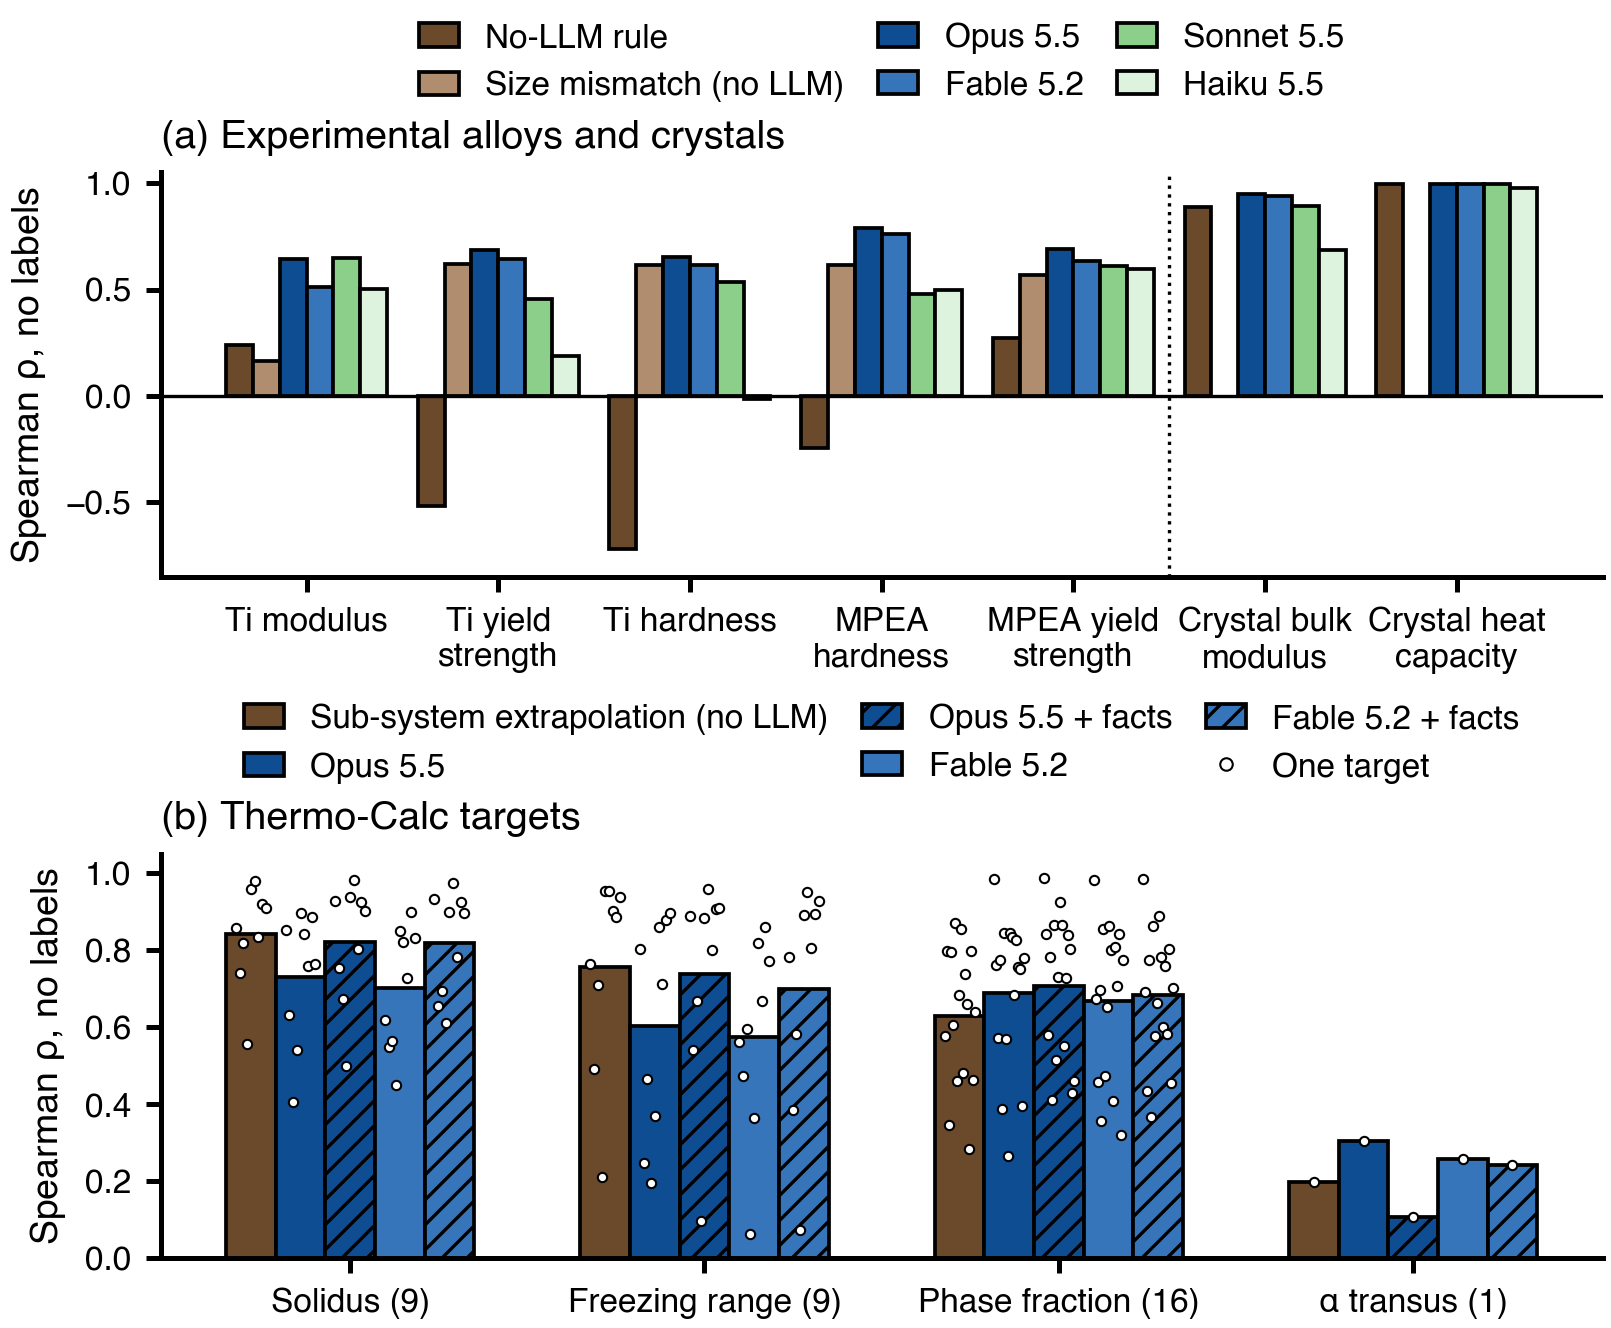 No-LLM rule
Size mismatch (no LLM)
Opus 5.5
Fable 5.2
Sonnet 5.5
Haiku 5.5
(a) Experimental alloys and crystals
Spearman ρ, no labels
1.0
0.5
0.0
−0.5
Ti modulus
Ti yield
strength
Ti hardness
MPEA
hardness
MPEA yield
strength
Crystal bulk
modulus
Crystal heat
capacity
Sub-system extrapolation (no LLM)
Opus 5.5
Opus 5.5 + facts
Fable 5.2
Fable 5.2 + facts
One target
(b) Thermo-Calc targets
Spearman ρ, no labels
1.0
0.8
0.6
0.4
0.2
0.0
Solidus (9)
Freezing range (9)
Phase fraction (16)
α transus (1)